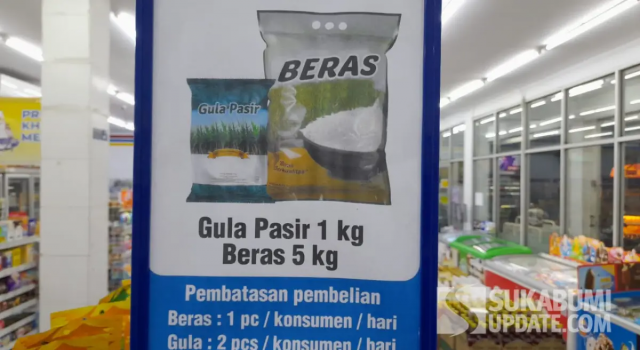 BERAS
Gula Pasir
Gula Pasir 1 kg
Beras 5 kg
Pembatasan pembelian
Beras : 1 pc / konsumen / hari
Gula : 2 pcs / konsumen / hari
SUKABUMI
UPDATE.COM